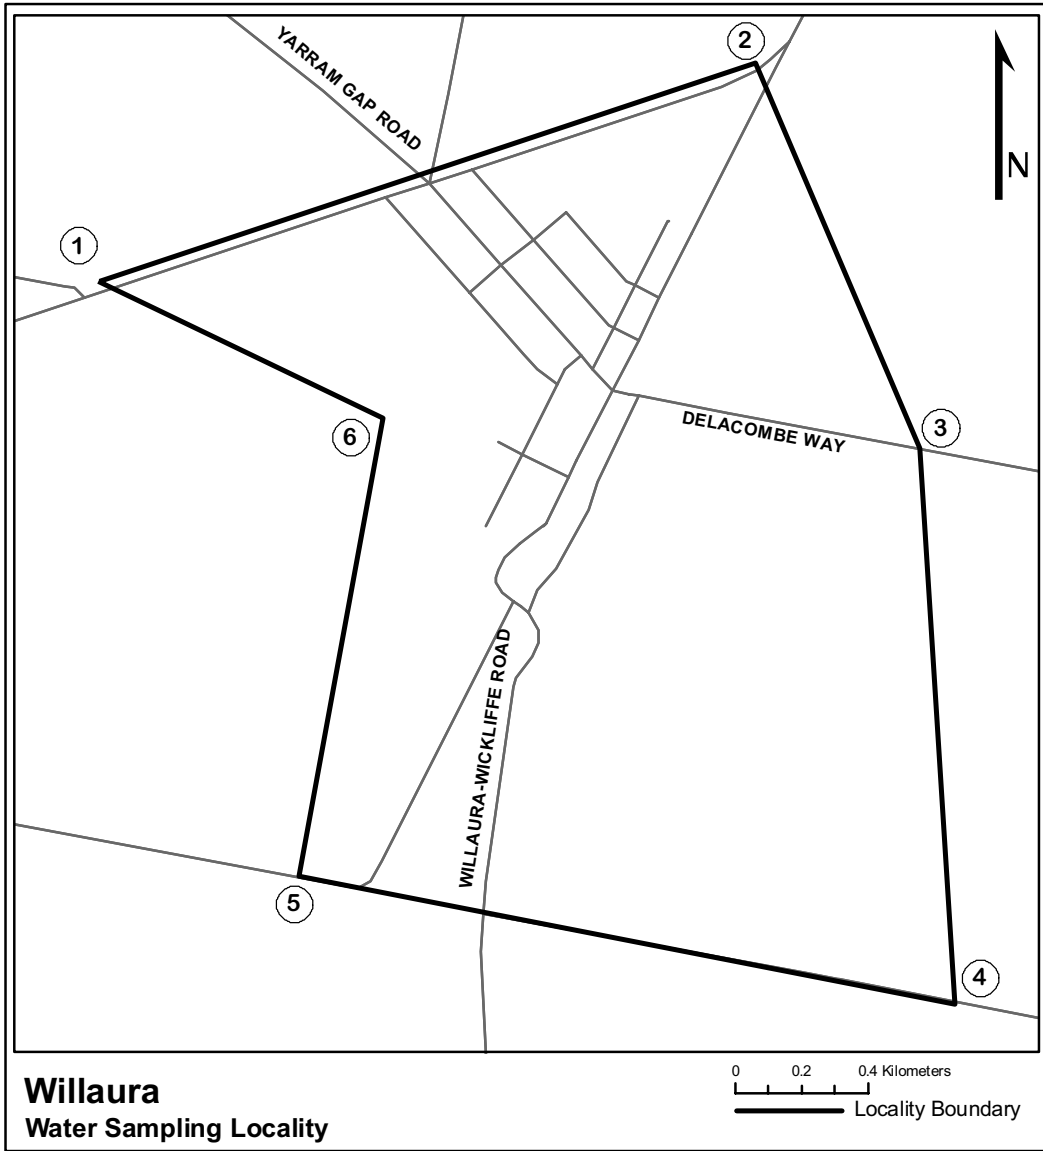 2
YARRAM GAP ROAD
N
1
3
DELACOMBE WAY
6
WILLAURA-WICKLIFFE ROAD
5
4
Willaura
Water Sampling Locality
0 0.2 0.4 Kilometers
Locality Boundary